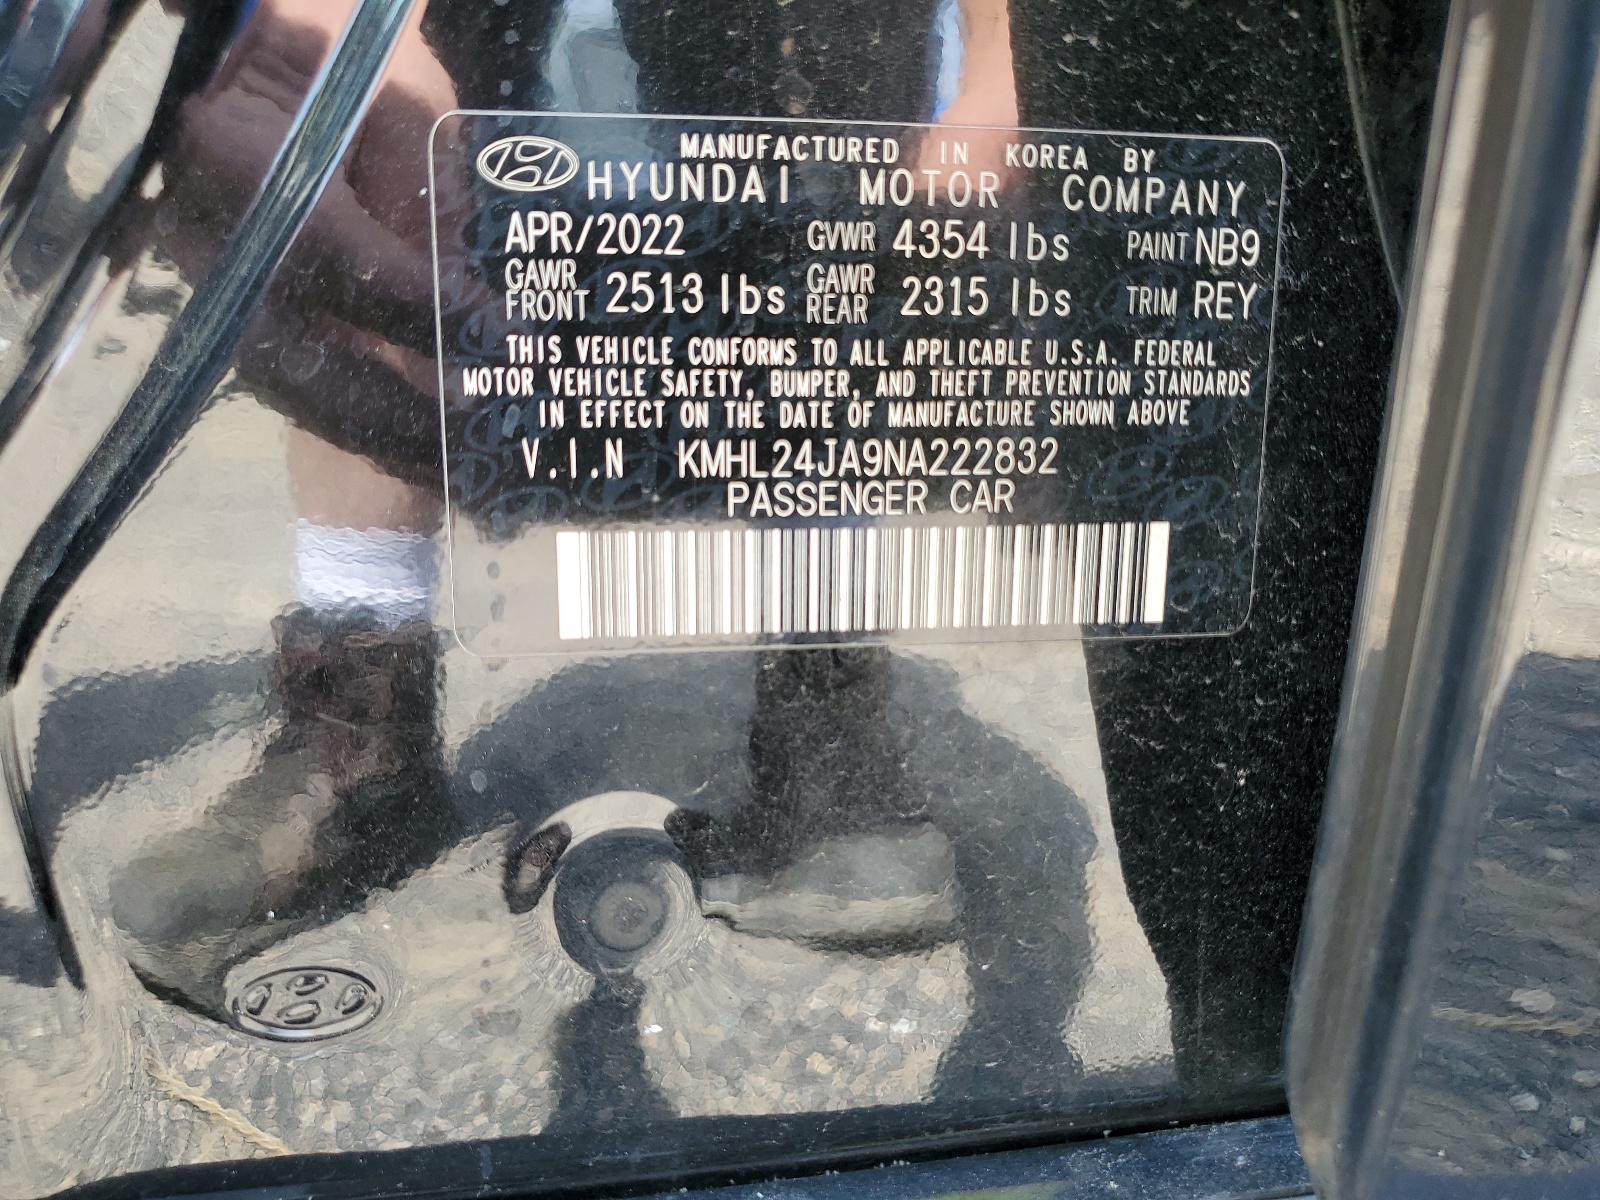 MANUFACTURED IN KOREA BY
HYUNDAI MOTOR COMPANY
APR/2022 GVWR 4354 lbs PAINT NB9
GAWR FRONT 2513 lbs GAWR REAR 2315 lbs TRIM REY
THIS VEHICLE CONFORMS TO ALL APPLICABLE U.S.A. FEDERAL
MOTOR VEHICLE SAFETY, BUMPER, AND THEFT PREVENTION STANDARDS
IN EFFECT ON THE DATE OF MANUFACTURE SHOWN ABOVE
V.I.N KMHL24JA9NA222832
PASSENGER CAR